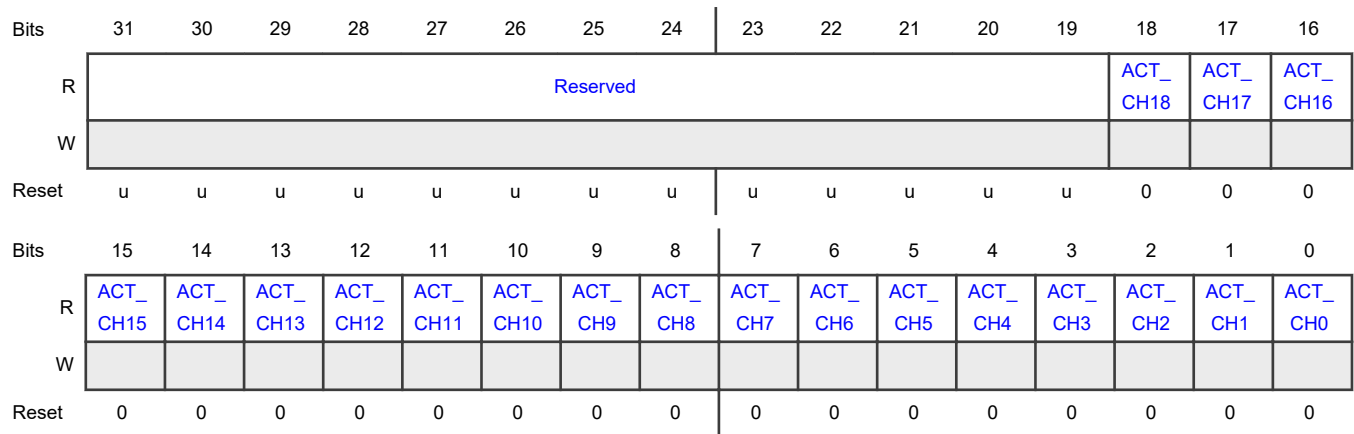 Bits 31 30 29 28 27 26 25 24 23 22 21 20 19 18 17 16
R Reserved ACT_ CH18 ACT_ CH17 ACT_ CH16
W
Reset u u u u u u u u u u u u u 0 0 0
Bits 15 14 13 12 11 10 9 8 7 6 5 4 3 2 1 0
R ACT_ CH15 ACT_ CH14 ACT_ CH13 ACT_ CH12 ACT_ CH11 ACT_ CH10 ACT_ CH9 ACT_ CH8 ACT_ CH7 ACT_ CH6 ACT_ CH5 ACT_ CH4 ACT_ CH3 ACT_ CH2 ACT_ CH1 ACT_ CH0
W
Reset 0 0 0 0 0 0 0 0 0 0 0 0 0 0 0 0